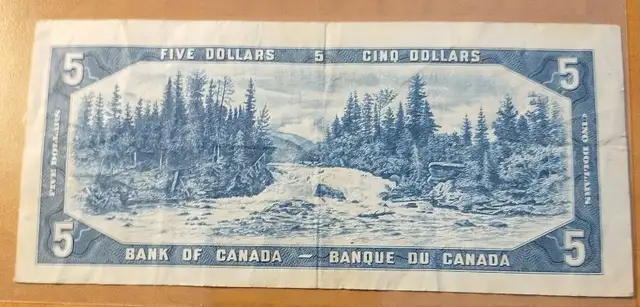 FIVE DOLLARS 5 CINQ DOLLARS
5 5
FIVE DOLLARS
CINQ DOLLARS
5 5
BANK OF CANADA – BANQUE DU CANADA